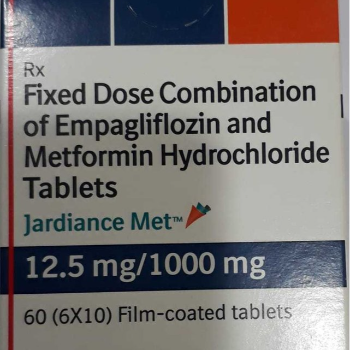 Rx
Fixed Dose Combination
of Empagliflozin and
Metformin Hydrochloride
Tablets
Jardiance Met™
12.5 mg/1000 mg
60 (6X10) Film-coated tablets